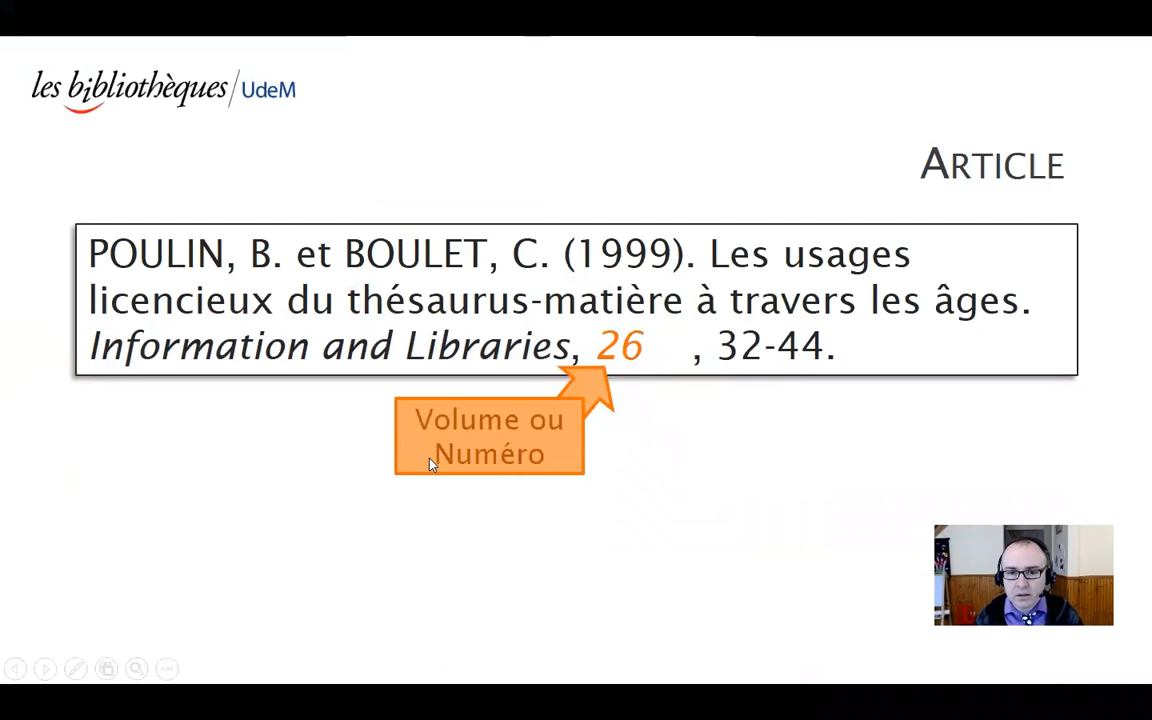 les bibliothèques/UdeM
ARTICLE
POULIN, B. et BOULET, C. (1999). Les usages
licencieux du thésaurus-matière à travers les âges.
Information and Libraries, 26 , 32-44.
Volume ou
Numéro